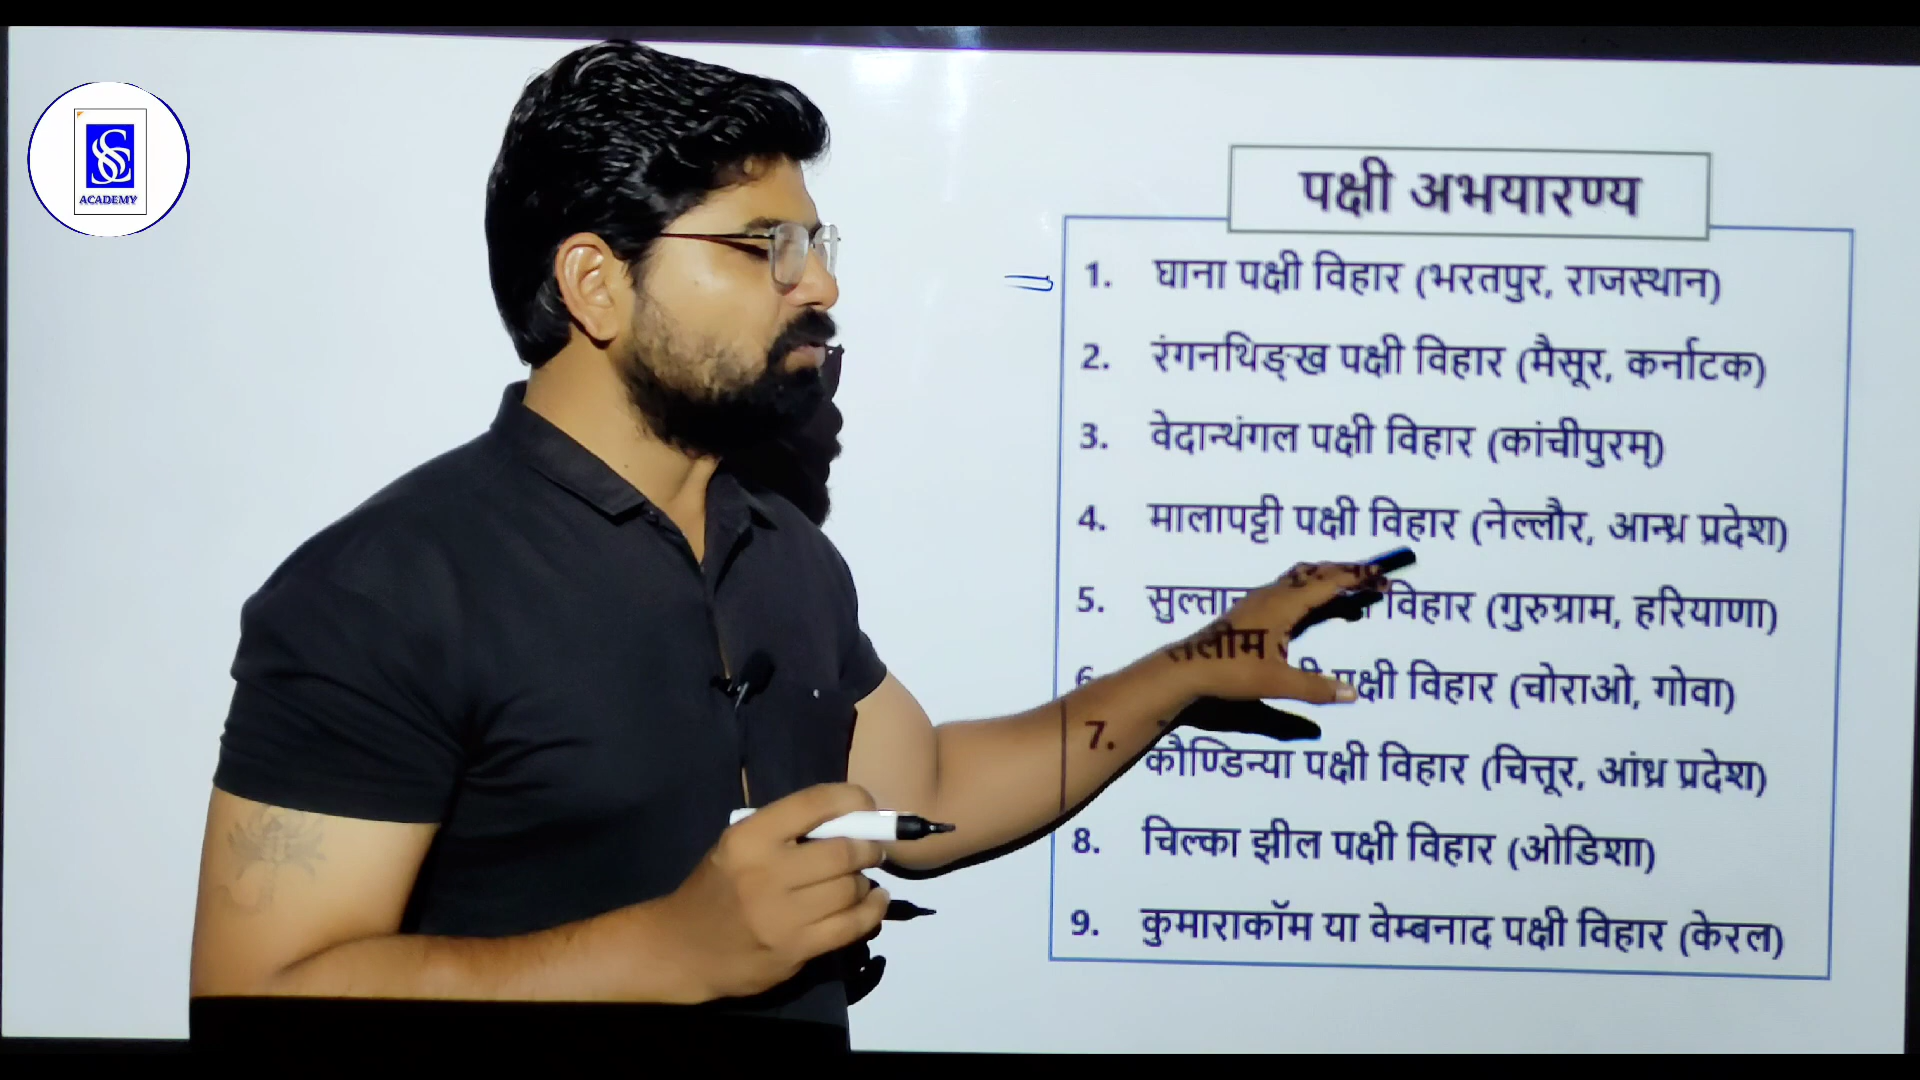 SSC
ACADEMY
पक्षी अभयारण्य
1. घाना पक्षी विहार (भरतपुर, राजस्थान)
2. रंगनथिङ्ख पक्षी विहार (मैसूर, कर्नाटक)
3. वेदान्थंगल पक्षी विहार (कांचीपुरम्)
4. मालापट्टी पक्षी विहार (नेल्लौर, आन्ध्र प्रदेश)
5. विहार (गुरुग्राम, हरियाणा)
6. पक्षी विहार (चोराओ, गोवा)
7. कौण्डिन्या पक्षी विहार (चित्तूर, आंध्र प्रदेश)
8. चिल्का झील पक्षी विहार (ओडिशा)
9. कुमाराकॉम या वेम्बनाद पक्षी विहार (केरल)